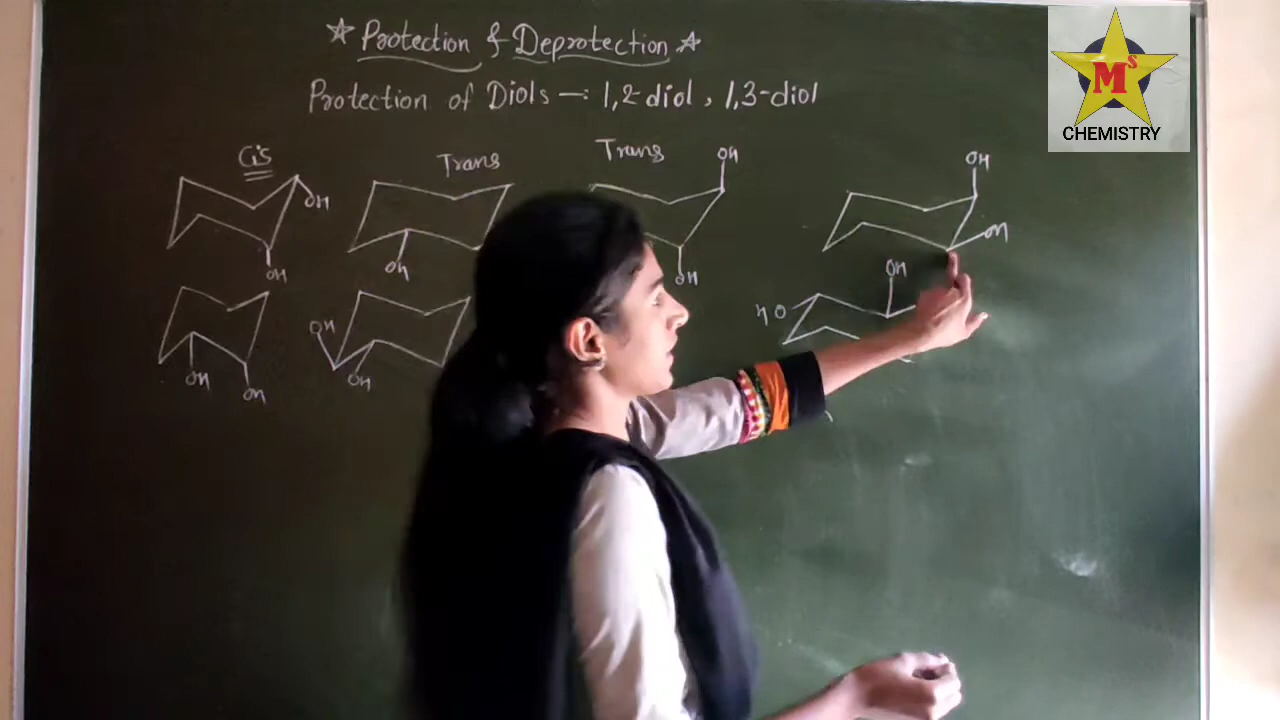 ☆ Protection & Deprotection ☆
Protection of Diols —: 1,2-diol, 1,3-diol
Cis Trans Trans
OH OH OH OH
OH OH OH
HO OH
OH OH OH OH
Mˢ
CHEMISTRY